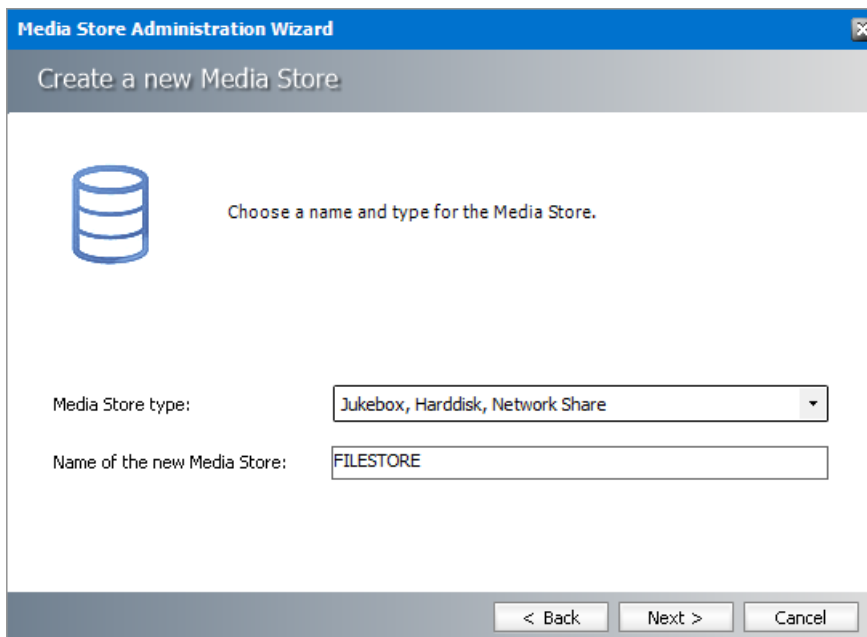 Media Store Administration Wizard
Create a new Media Store
Choose a name and type for the Media Store.
Media Store type:
Jukebox, Harddisk, Network Share
Name of the new Media Store:
FILESTORE
< Back
Next >
Cancel